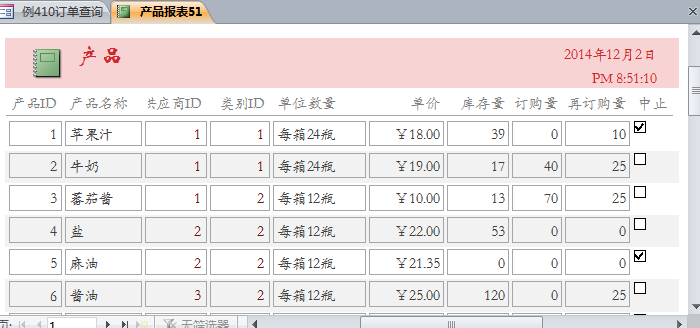 例410订单查询 产品报表51
产品
2014年12月2日
PM 8:51:10
产品ID 产品名称 共应商ID 类别ID 单位数量 单价 库存量 订购量 再订购量 中止
1 苹果汁 1 1 每箱24瓶 ￥18.00 39 0 10
2 牛奶 1 1 每箱24瓶 ￥19.00 17 40 25
3 蕃茄酱 1 2 每箱12瓶 ￥10.00 13 70 25
4 盐 2 2 每箱12瓶 ￥22.00 53 0 0
5 麻油 2 2 每箱12瓶 ￥21.35 0 0 0
6 酱油 3 2 每箱12瓶 ￥25.00 120 0 25
页: 1 无筛选器